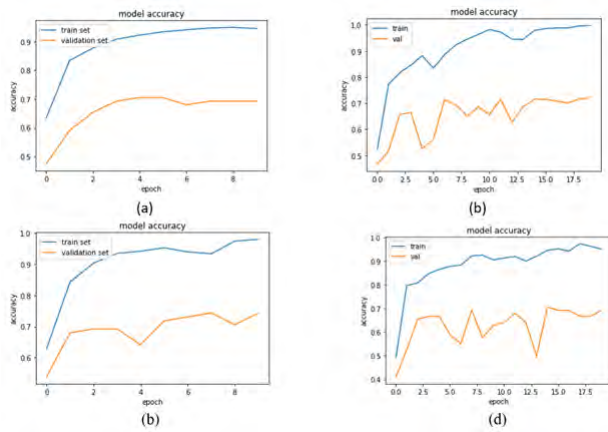 model accuracy
train set
validation set
accuracy
0.9
0.8
0.7
0.6
0.5
0 2 4 6 8
epoch
(a)
model accuracy
train
val
accuracy
1.0
0.9
0.8
0.7
0.6
0.5
0.0 2.5 5.0 7.5 10.0 12.5 15.0 17.5
epoch
(b)
model accuracy
train set
validation set
accuracy
1.0
0.9
0.8
0.7
0.6
0 2 4 6 8
epoch
(b)
model accuracy
train
val
accuracy
1.0
0.9
0.8
0.7
0.6
0.5
0.4
0.0 2.5 5.0 7.5 10.0 12.5 15.0 17.5
epoch
(d)